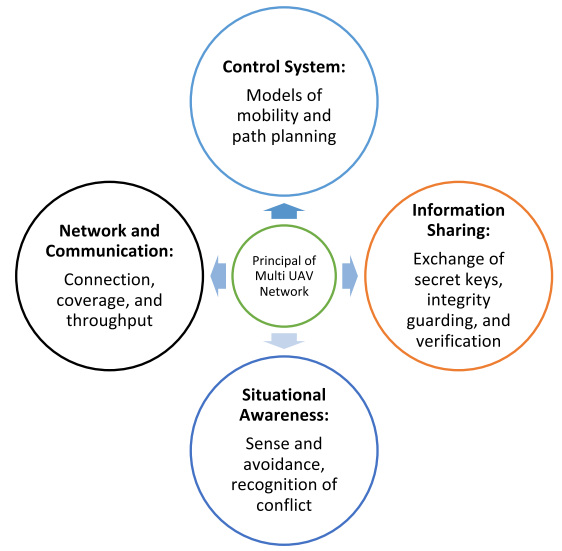 Control System:
Models of
mobility and
path planning
Network and
Communication:
Connection,
coverage, and
throughput
Principal of
Multi UAV
Network
Information
Sharing:
Exchange of
secret keys,
integrity
guarding, and
verification
Situational
Awareness:
Sense and
avoidance,
recognition of
conflict